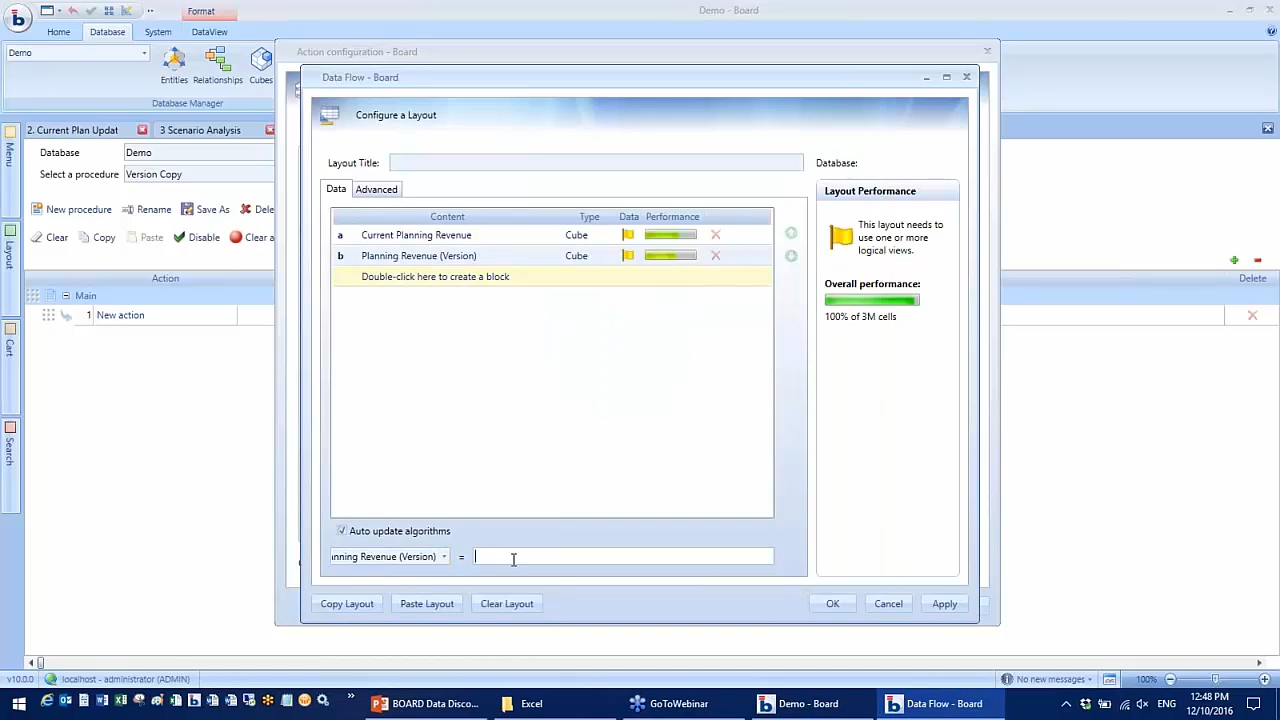 Format
Demo - Board
Home
Database
System
DataView
Demo
Entities
Relationships
Cubes
Database Manager
Action configuration - Board
Data Flow - Board
Configure a Layout
2. Current Plan Updat
3 Scenario Analysis
Database
Demo
Select a procedure
Version Copy
New procedure
Rename
Save As
Dele
Clear
Copy
Paste
Disable
Clear a
Menu
Layout
Cart
Search
Action
Main
1
New action
Layout Title:
Database:
Data
Advanced
Content
Type
Data
Performance
a
Current Planning Revenue
Cube
b
Planning Revenue (Version)
Cube
Double-click here to create a block
Layout Performance
This layout needs to
use one or more
logical views.
Overall performance:
100% of 3M cells
Auto update algorithms
nning Revenue (Version)
=
Copy Layout
Paste Layout
Clear Layout
OK
Cancel
Apply
Delete
v10.0.0
localhost - administrator (ADMIN)
No new messages
100%
BOARD Data Disco...
Excel
GoToWebinar
Demo - Board
Data Flow - Board
ENG
12:48 PM
12/10/2016